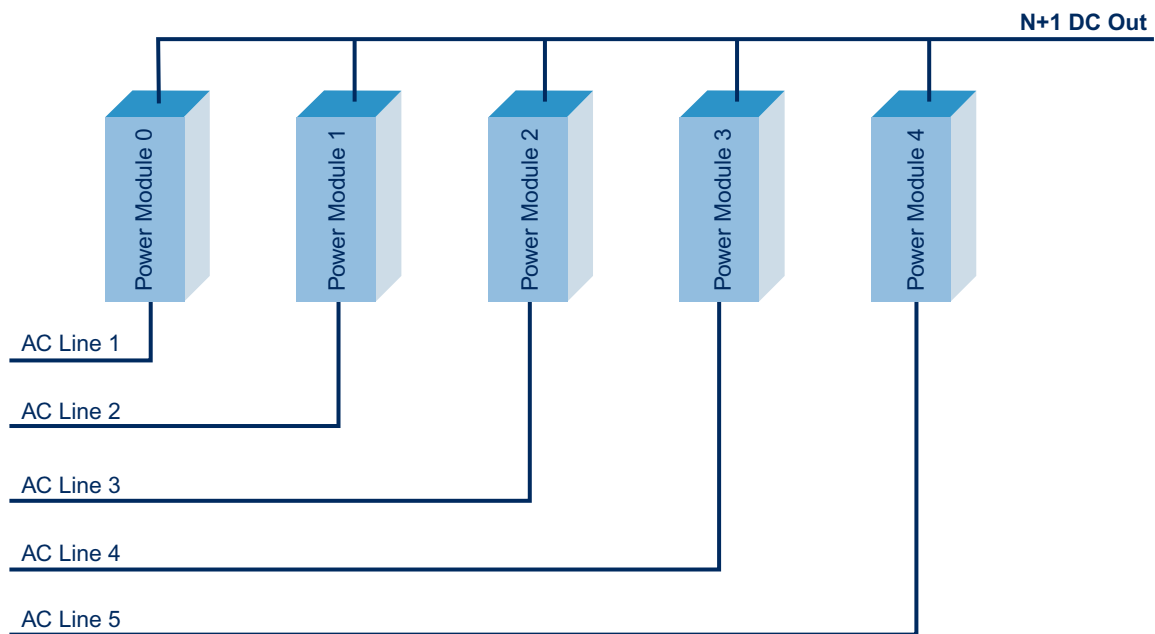 N+1 DC Out
Power Module 0
Power Module 1
Power Module 2
Power Module 3
Power Module 4
AC Line 1
AC Line 2
AC Line 3
AC Line 4
AC Line 5